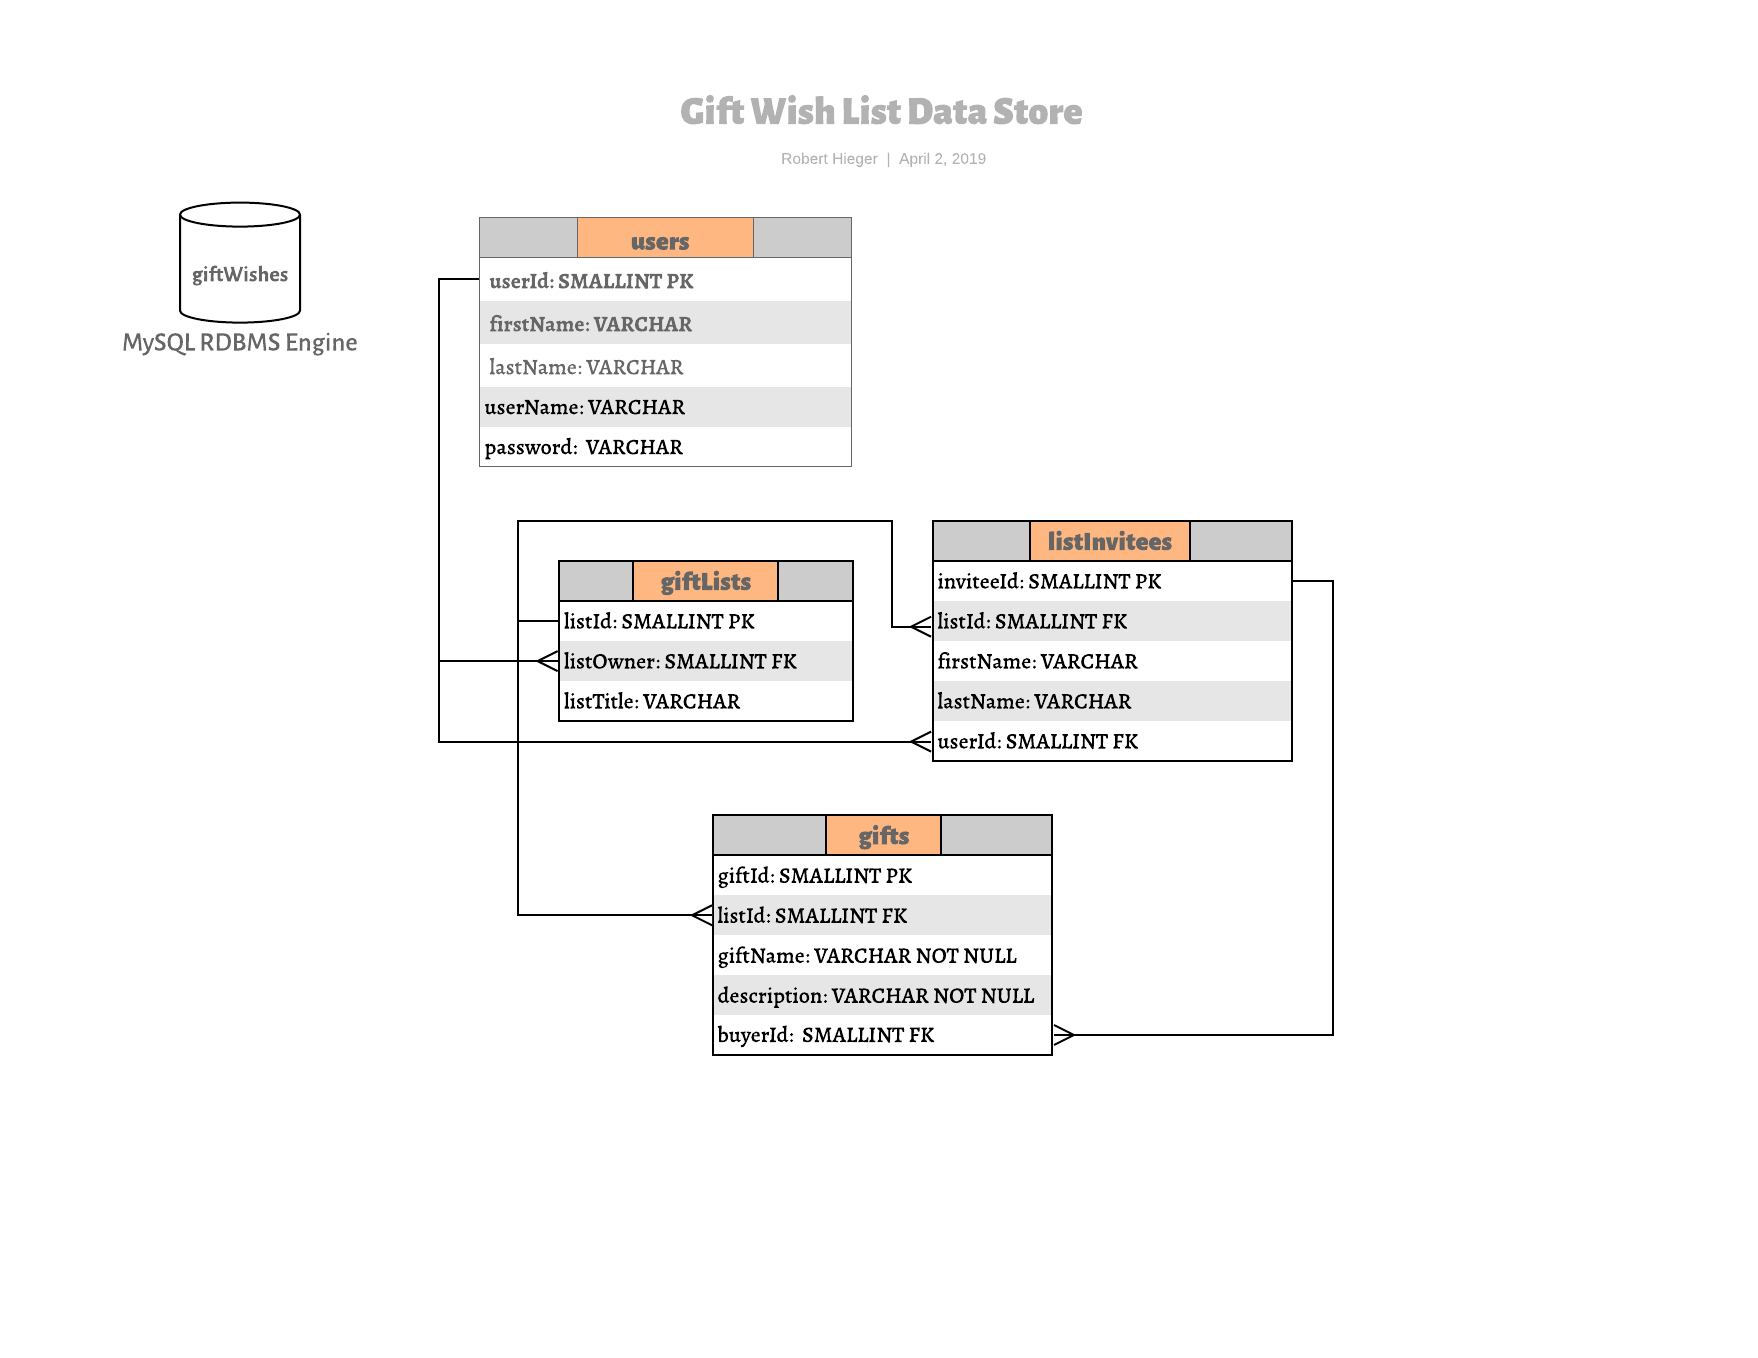 Gift Wish List Data Store
Robert Hieger | April 2, 2019
giftWishes
MySQL RDBMS Engine
users
userId: SMALLINT PK
firstName: VARCHAR
lastName: VARCHAR
userName: VARCHAR
password: VARCHAR
giftLists
listId: SMALLINT PK
listOwner: SMALLINT FK
listTitle: VARCHAR
listInvitees
inviteeId: SMALLINT PK
listId: SMALLINT FK
firstName: VARCHAR
lastName: VARCHAR
userId: SMALLINT FK
gifts
giftId: SMALLINT PK
listId: SMALLINT FK
giftName: VARCHAR NOT NULL
description: VARCHAR NOT NULL
buyerId: SMALLINT FK